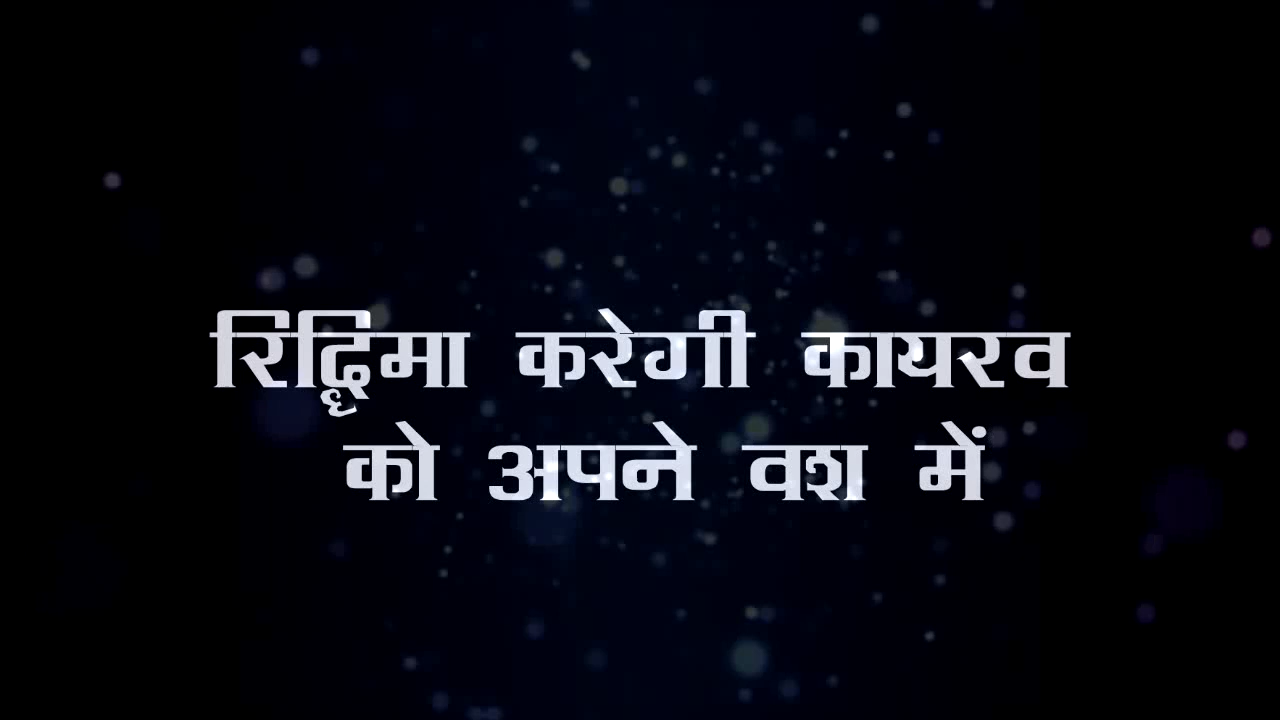 रिद्धिमा करेगी कायरव
को अपने वश में